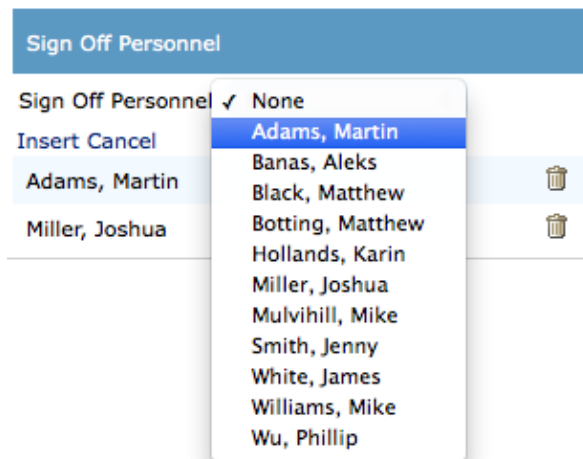 Sign Off Personnel
Sign Off Personnel ✓ None
Adams, Martin
Insert Cancel
Banas, Aleks
Adams, Martin
Black, Matthew
Miller, Joshua
Botting, Matthew
Hollands, Karin
Miller, Joshua
Mulvihill, Mike
Smith, Jenny
White, James
Williams, Mike
Wu, Phillip